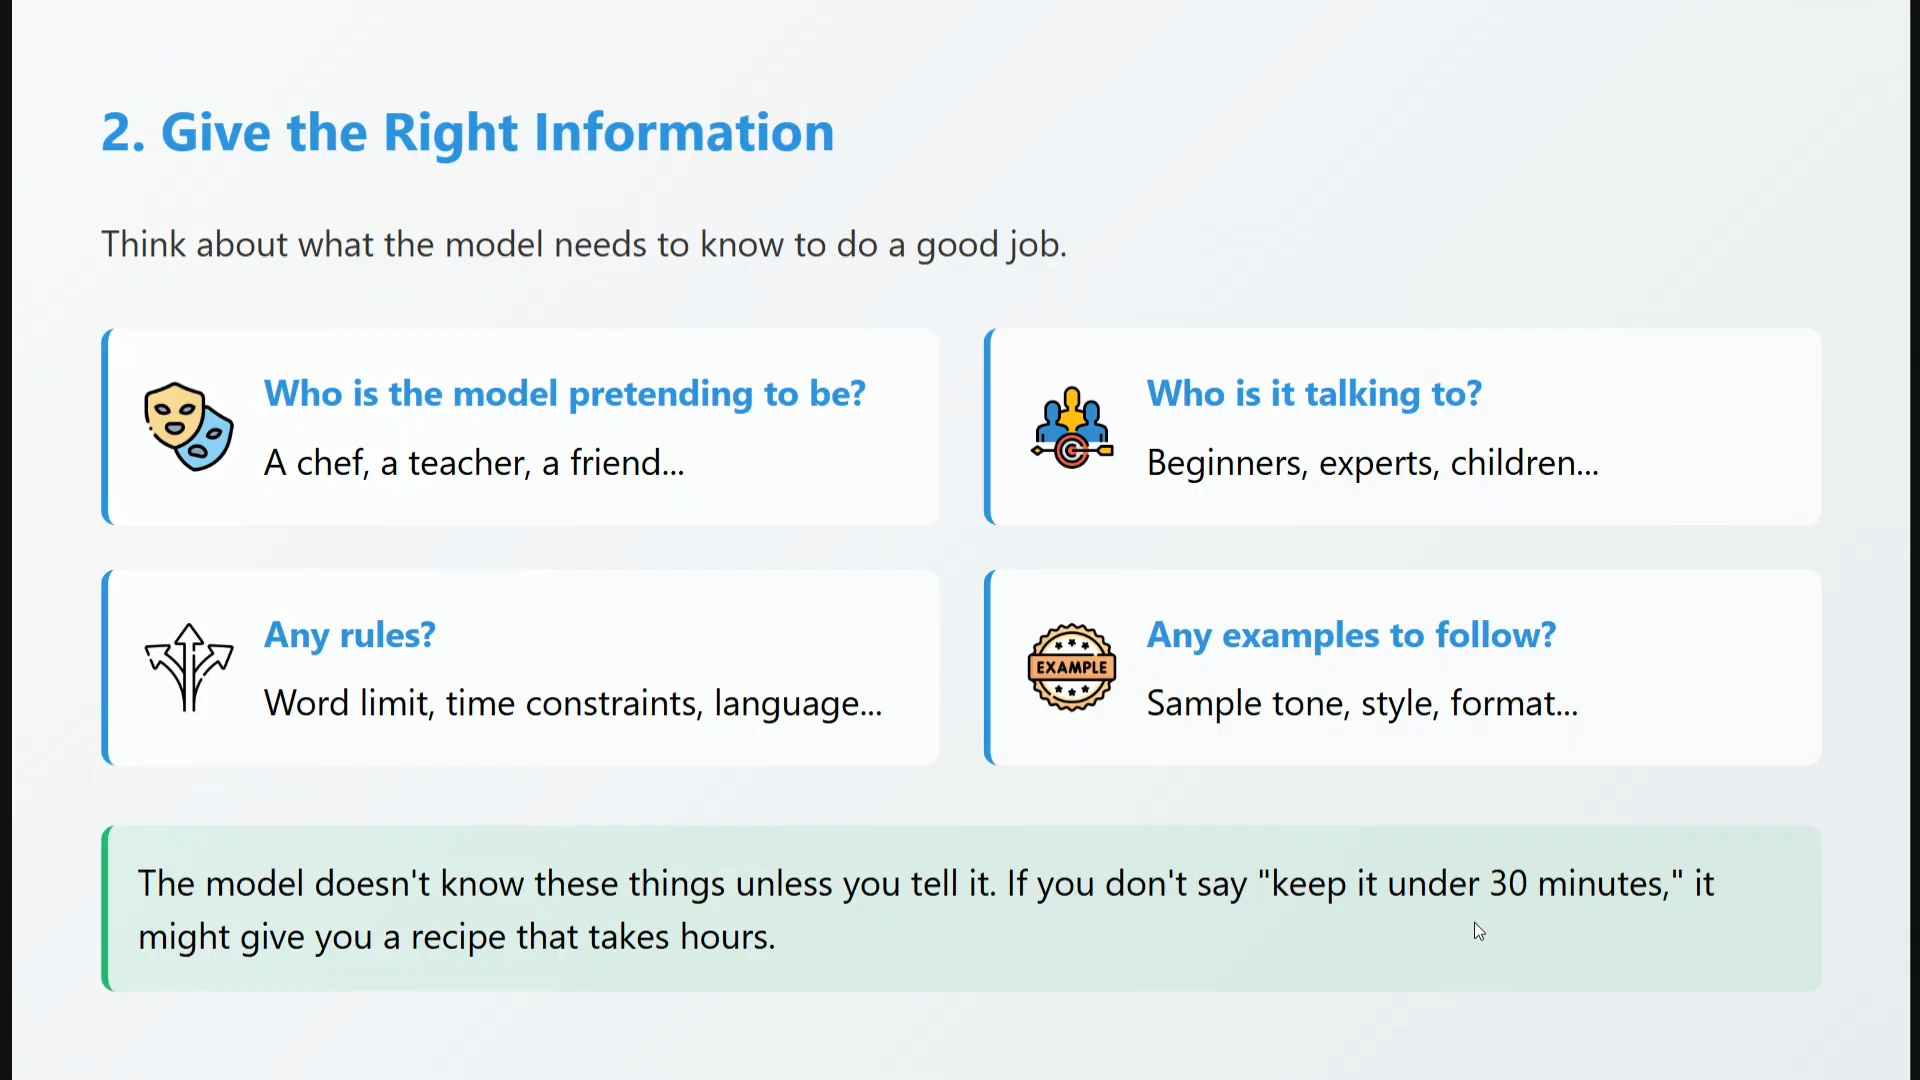 2. Give the Right Information
Think about what the model needs to know to do a good job.
Who is the model pretending to be?
A chef, a teacher, a friend...
Who is it talking to?
Beginners, experts, children...
Any rules?
Word limit, time constraints, language...
EXAMPLE
Any examples to follow?
Sample tone, style, format...
The model doesn't know these things unless you tell it. If you don't say "keep it under 30 minutes," it
might give you a recipe that takes hours.